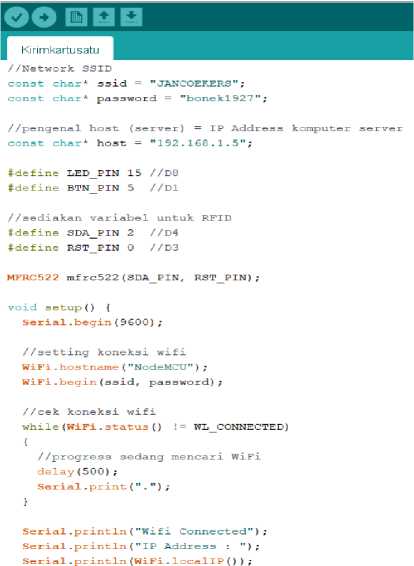 Kirimkartusatu
//Network SSID
const char* ssid = "JANCOEKERS";
const char* password = "bonek1927";
//pengenal host (server) = IP Address komputer server
const char* host = "192.168.1.5";
#define LED_PIN 15 //D8
#define BTN_PIN 5 //D1
//sediakan variabel untuk RFID
#define SDA_PIN 2 //D4
#define RST_PIN 0 //D3
MFRC522 mfrc522(SDA_PIN, RST_PIN);
void setup() {
Serial.begin(9600);
//setting koneksi wifi
WiFi.hostname("NodeMCU");
WiFi.begin(ssid, password);
//cek koneksi wifi
while(WiFi.status() != WL_CONNECTED)
{
//progress sedang mencari WiFi
delay(500);
Serial.print(".");
}
Serial.println("Wifi Connected");
Serial.println("IP Address : ");
Serial.println(WiFi.localIP());